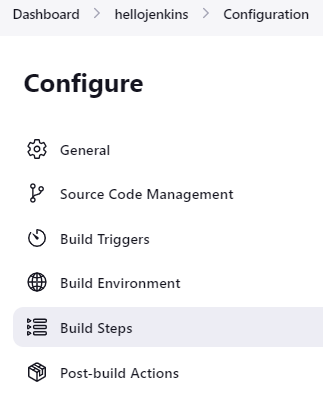 Dashboard > hellojenkins > Configuration
Configure
General
Source Code Management
Build Triggers
Build Environment
Build Steps
Post-build Actions